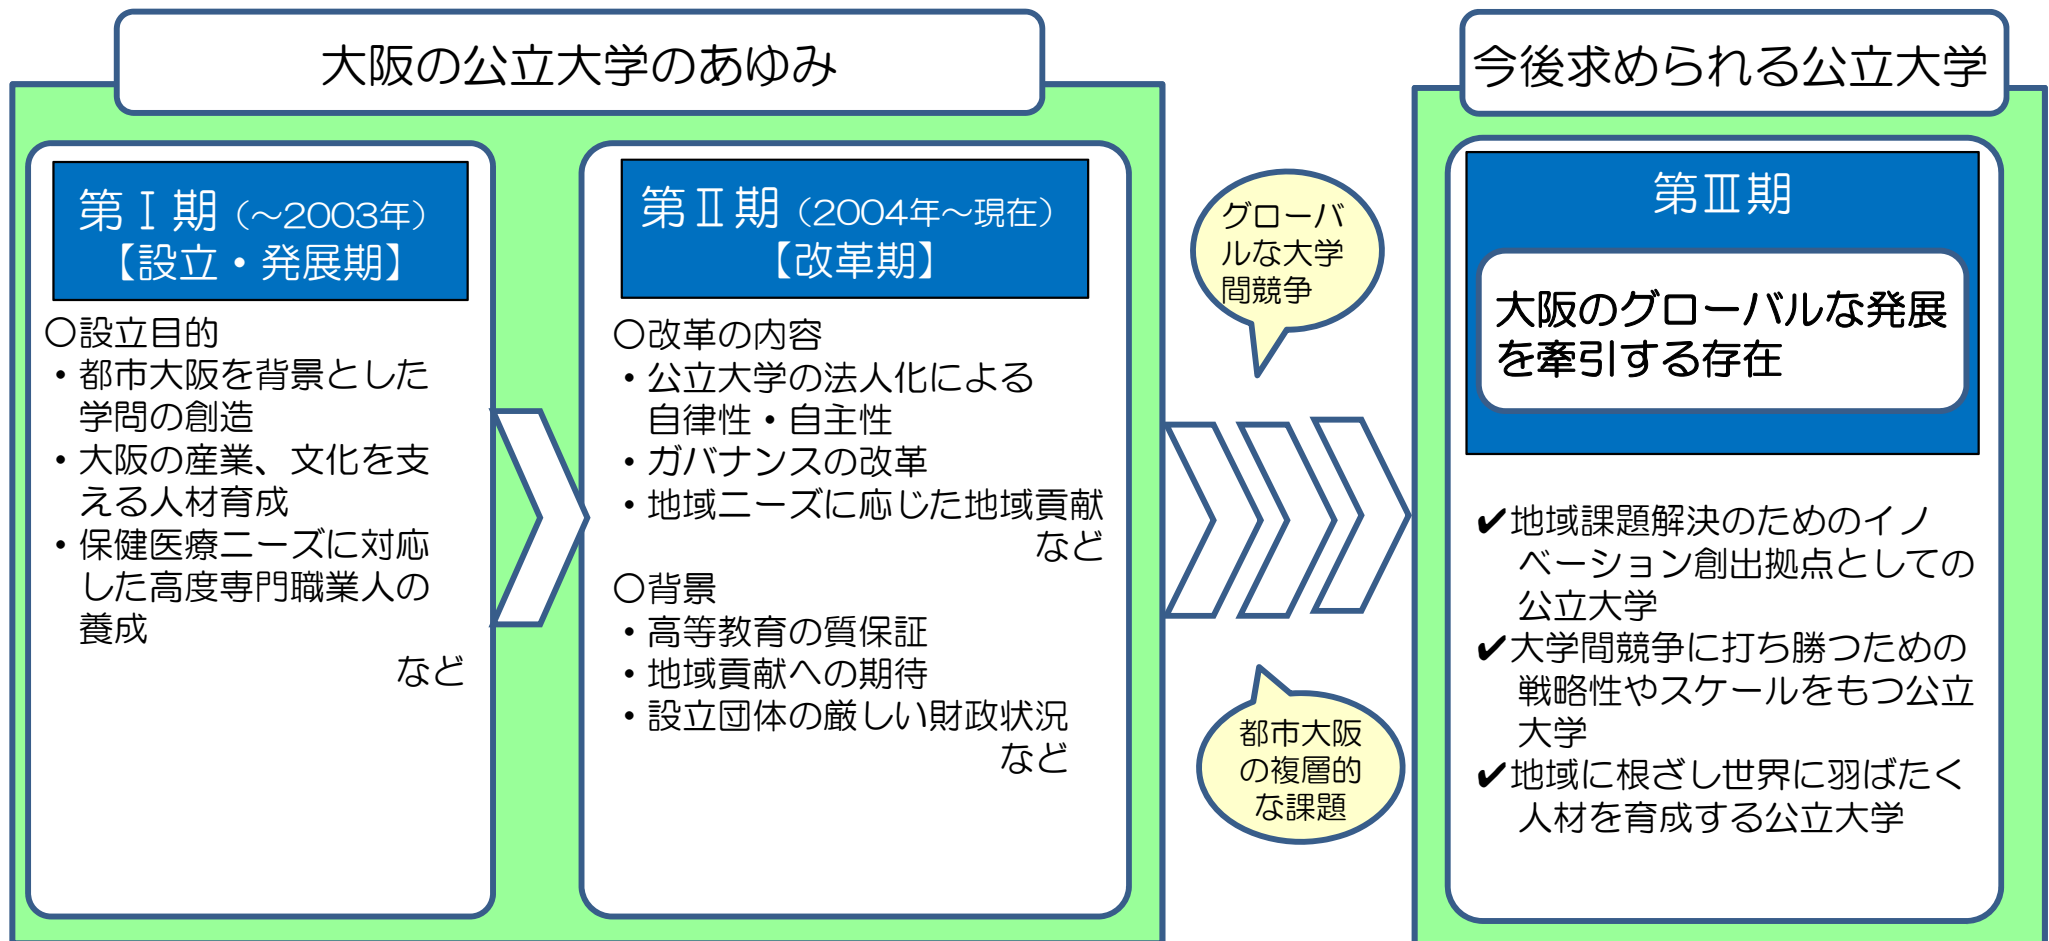 大阪の公立大学のあゆみ
第Ⅰ期（～2003年）
【設立・発展期】
〇設立目的
・都市大阪を背景とした
学問の創造
・大阪の産業、文化を支
える人材育成
・保健医療ニーズに対応
した高度専門職業人の
養成
など
第Ⅱ期（2004年～現在）
【改革期】
〇改革の内容
・公立大学の法人化による
自律性・自主性
・ガバナンスの改革
・地域ニーズに応じた地域貢献
など
〇背景
・高等教育の質保証
・地域貢献への期待
・設立団体の厳しい財政状況
など
グローバ
ルな大学
間競争
都市大阪
の複層的
な課題
今後求められる公立大学
第Ⅲ期
大阪のグローバルな発展
を牽引する存在
✔地域課題解決のためのイノ
ベーション創出拠点としての
公立大学
✔大学間競争に打ち勝つための
戦略性やスケールをもつ公立
大学
✔地域に根ざし世界に羽ばたく
人材を育成する公立大学